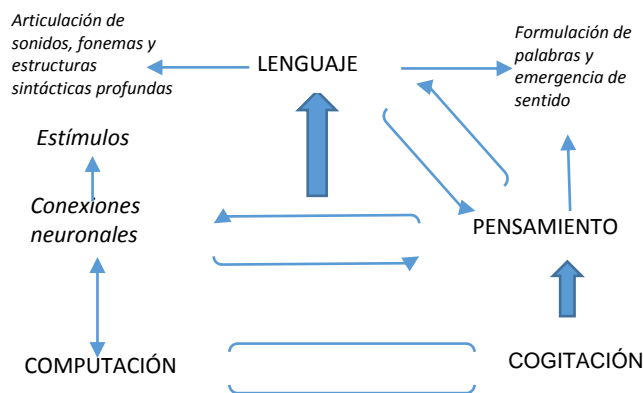 Articulación de
sonidos, fonemas y
estructuras
sintácticas profundas
LENGUAJE
Formulación de
palabras y
emergencia de
sentido
Estímulos
Conexiones
neuronales
PENSAMIENTO
COMPUTACIÓN
COGITACIÓN